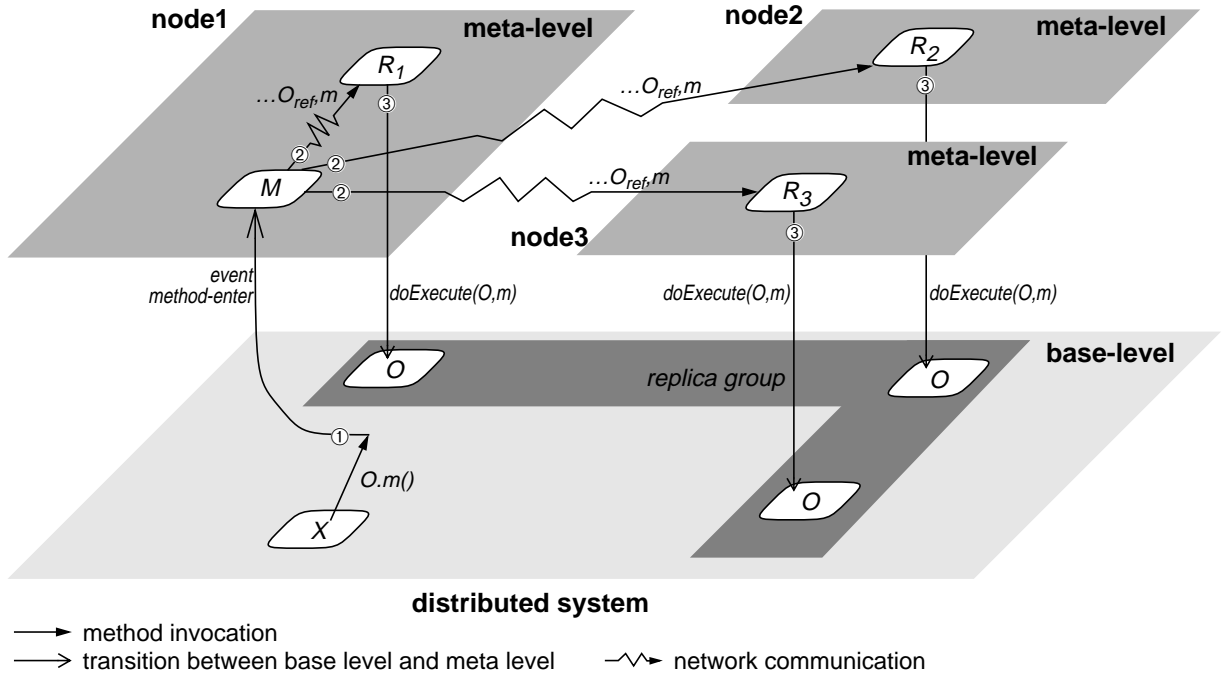 node1
meta-level
node2
meta-level
R1
R2
③
③
...Oref,m
...Oref,m
②
②
meta-level
M
②
...Oref,m
R3
③
node3
event
method-enter
doExecute(O,m)
doExecute(O,m)
doExecute(O,m)
base-level
O
replica group
O
①
O.m()
O
X
distributed system
method invocation
transition between base level and meta level
network communication